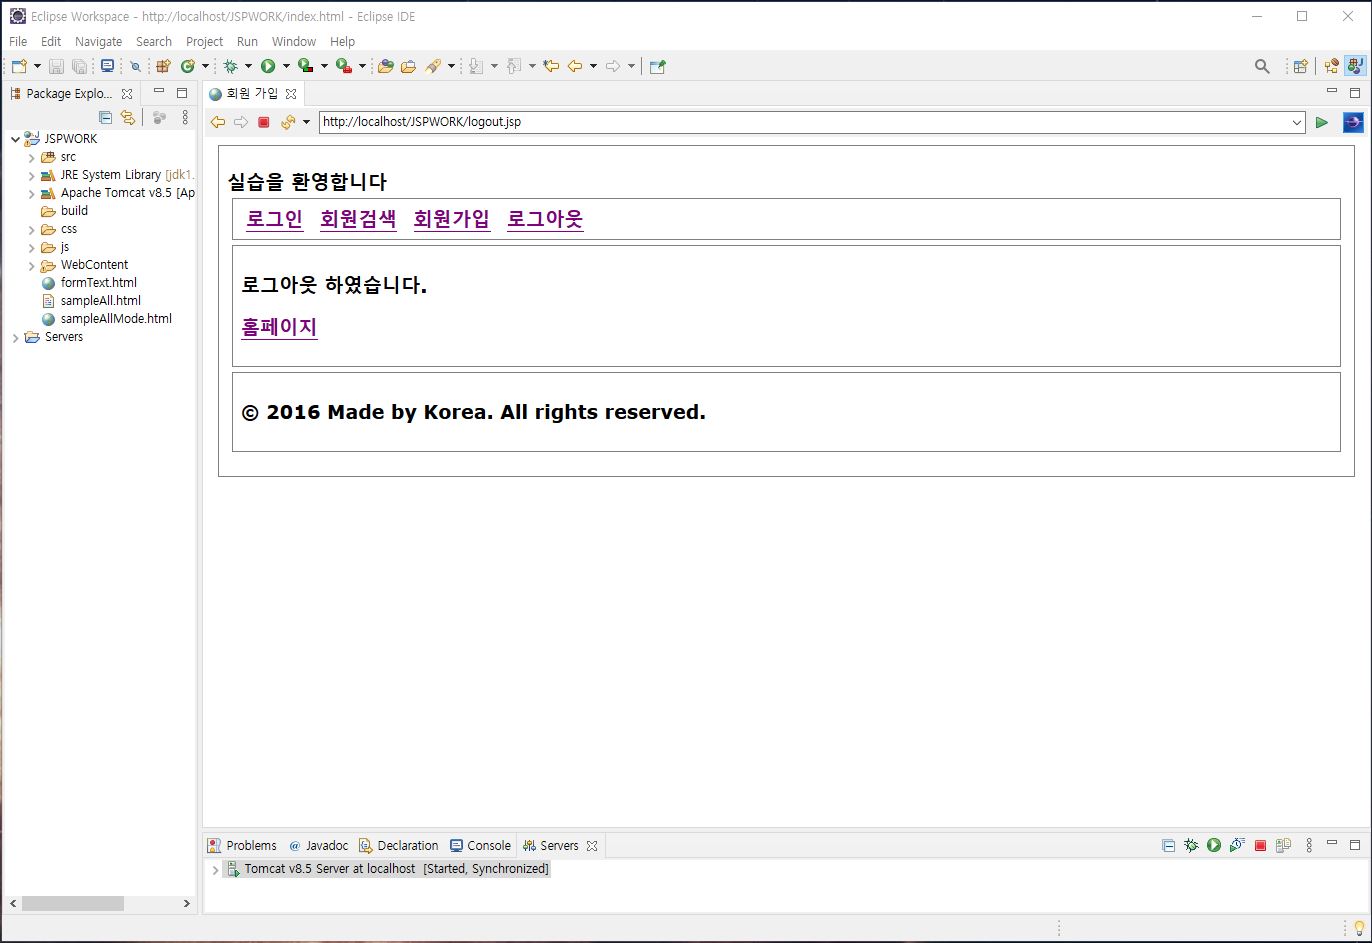 Eclipse Workspace - http://localhost/JSPWORK/index.html - Eclipse IDE
File Edit Navigate Search Project Run Window Help
Package Explo...
회원 가입
http://localhost/JSPWORK/logout.jsp
JSPWORK
src
JRE System Library [jdk1.
Apache Tomcat v8.5 [Ap
build
css
js
WebContent
formText.html
sampleAll.html
sampleAllMode.html
Servers
실습을 환영합니다
로그인 회원검색 회원가입 로그아웃
로그아웃 하였습니다.
홈페이지
© 2016 Made by Korea. All rights reserved.
Problems @ Javadoc Declaration Console Servers
Tomcat v8.5 Server at localhost [Started, Synchronized]